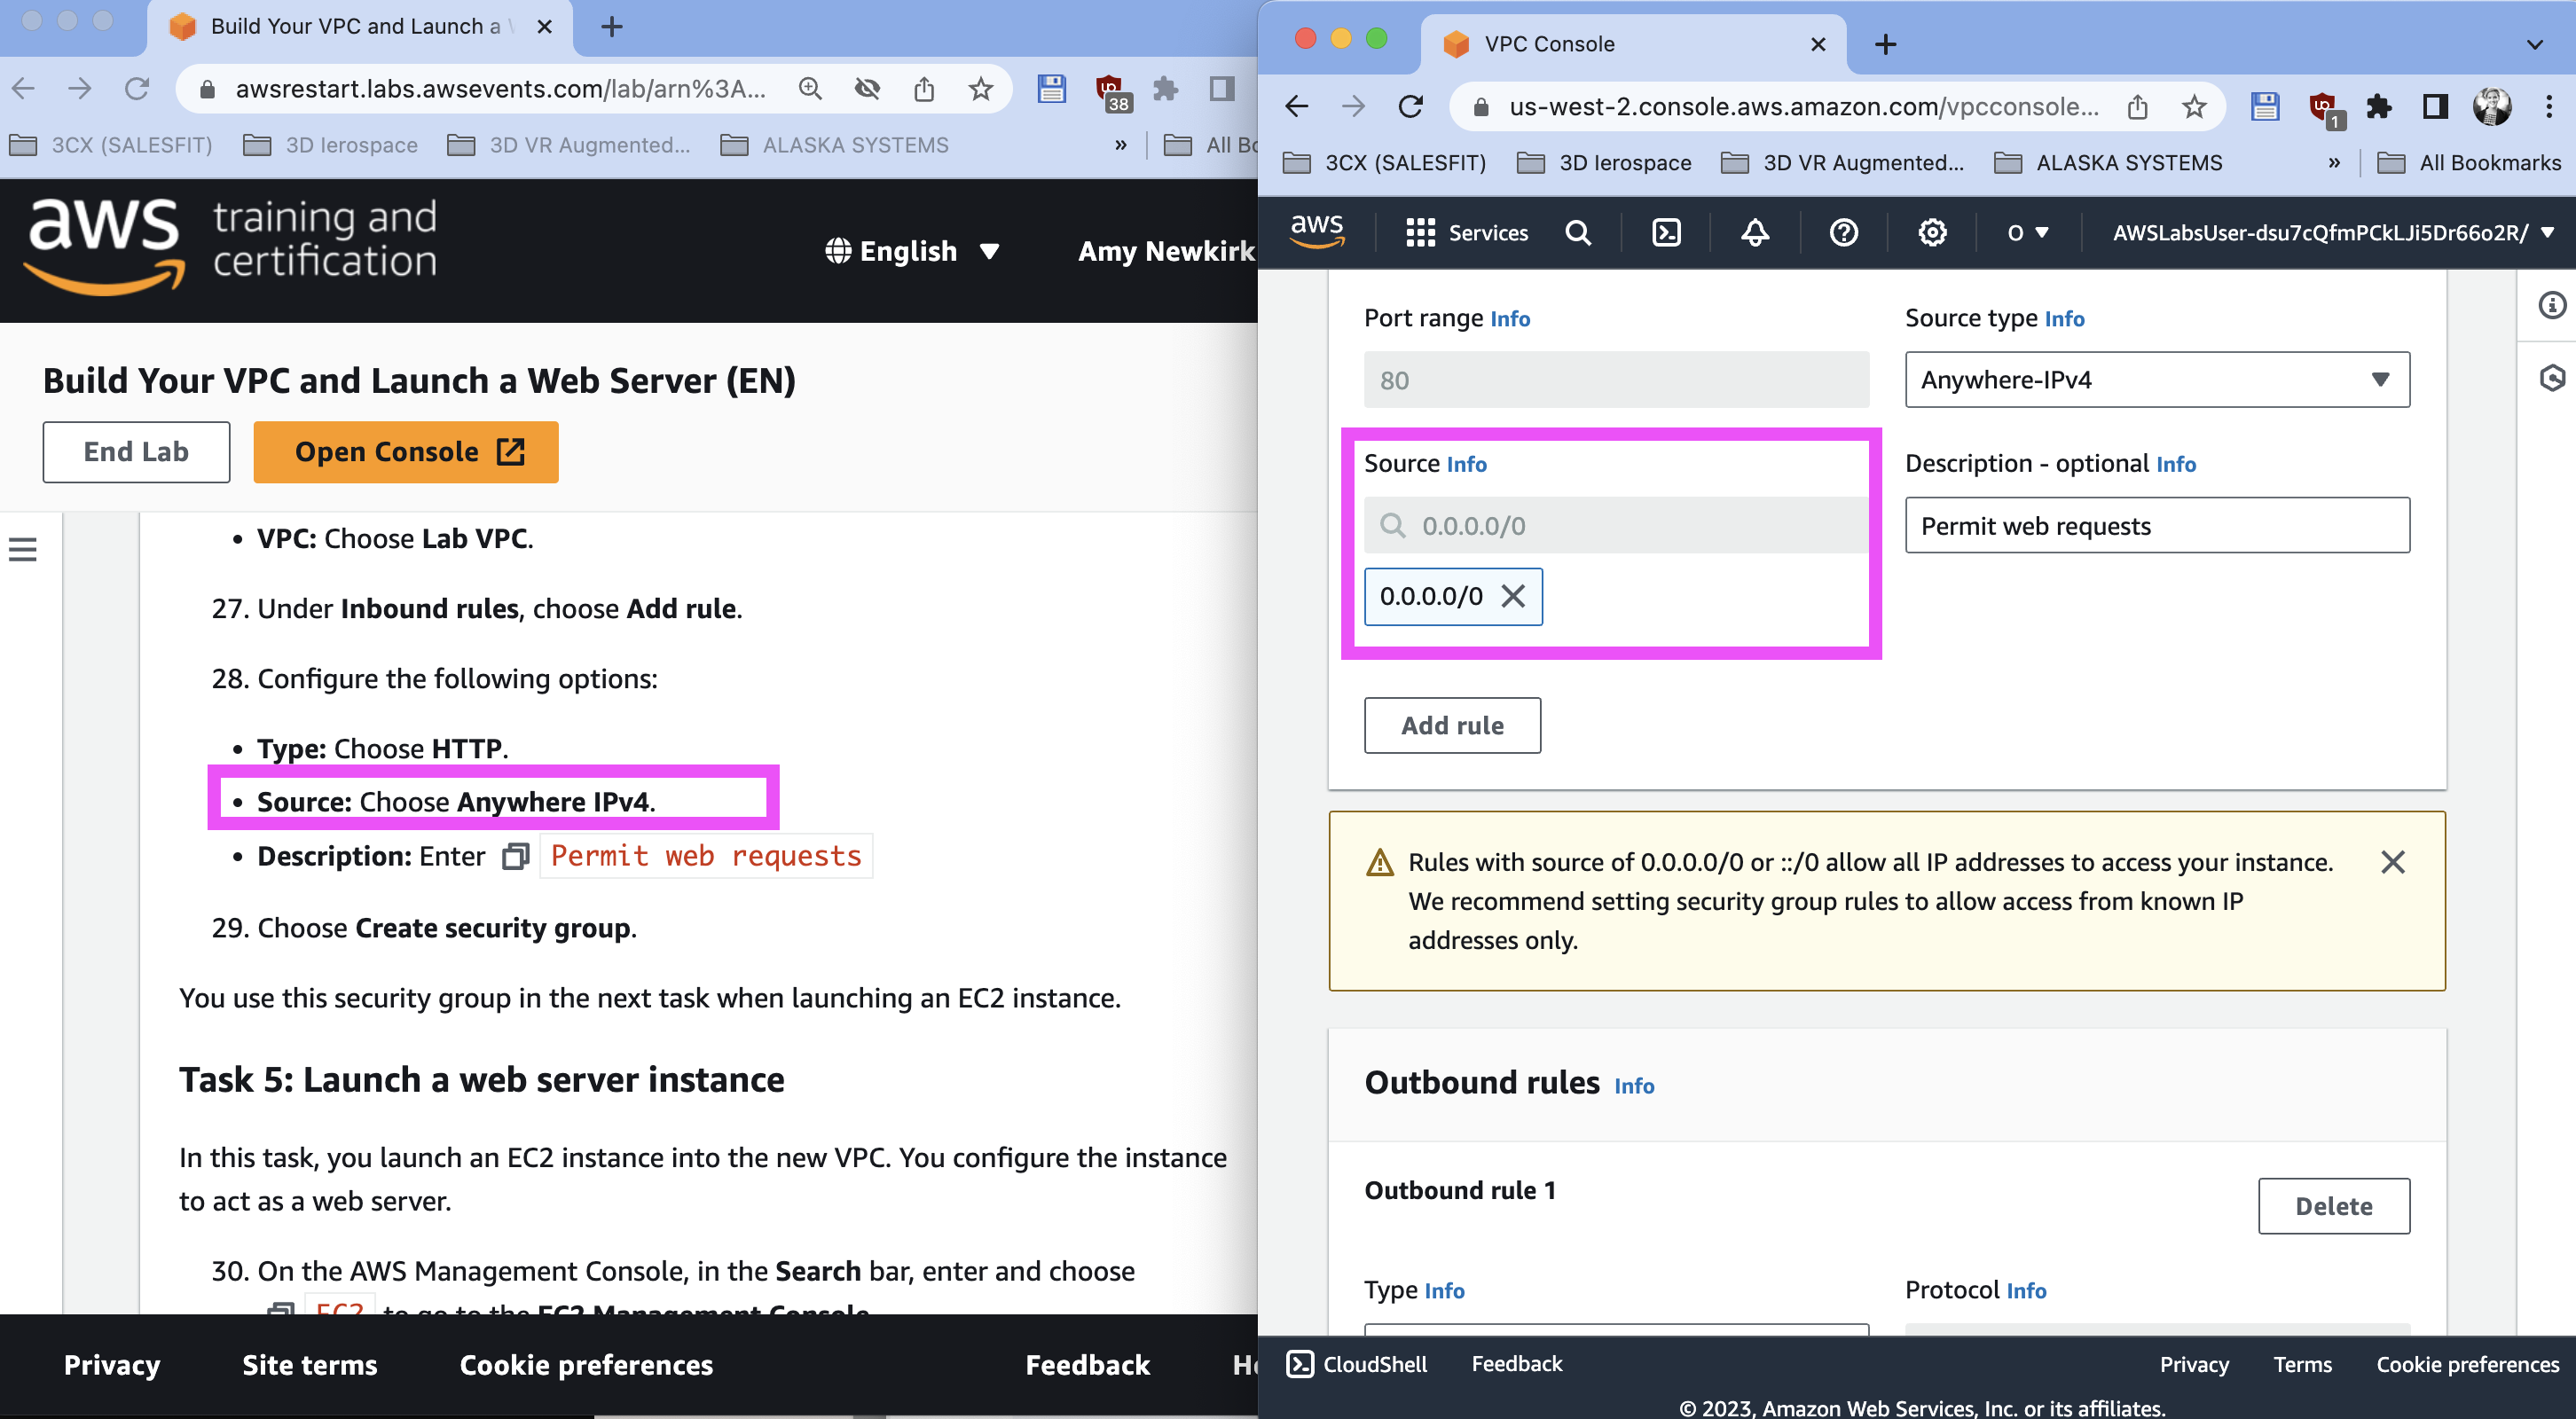 Build Your VPC and Launch a
awsrestart.labs.awsevents.com/lab/arn%3A...
38
3CX (SALESFIT)
3D Ierospace
3D VR Augmented...
ALASKA SYSTEMS
»
All Bo
aws training and certification
English
Amy Newkirk
Build Your VPC and Launch a Web Server (EN)
End Lab
Open Console
• VPC: Choose Lab VPC.
27. Under Inbound rules, choose Add rule.
28. Configure the following options:
• Type: Choose HTTP.
• Source: Choose Anywhere IPv4.
• Description: Enter Permit web requests
29. Choose Create security group.
You use this security group in the next task when launching an EC2 instance.
Task 5: Launch a web server instance
In this task, you launch an EC2 instance into the new VPC. You configure the instance
to act as a web server.
30. On the AWS Management Console, in the Search bar, enter and choose
EC2 to go to the EC2 Management Console
Privacy
Site terms
Cookie preferences
Feedback
He
VPC Console
us-west-2.console.aws.amazon.com/vpcconsole...
1
3CX (SALESFIT)
3D Ierospace
3D VR Augmented...
ALASKA SYSTEMS
»
All Bookmarks
aws
Services
O
AWSLabsUser-dsu7cQfmPCkLJi5Dr66o2R/
Port range Info
80
Source type Info
Anywhere-IPv4
Source Info
0.0.0.0/0
0.0.0.0/0
Description - optional Info
Permit web requests
Add rule
Rules with source of 0.0.0.0/0 or ::/0 allow all IP addresses to access your instance.
We recommend setting security group rules to allow access from known IP
addresses only.
Outbound rules Info
Outbound rule 1
Delete
Type Info
Protocol Info
CloudShell
Feedback
Privacy
Terms
Cookie preferences
© 2023, Amazon Web Services, Inc. or its affiliates.